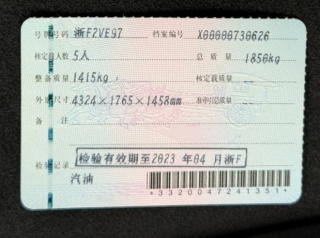 号牌号码 浙F2VE97 档案编号 X00000730626
核定载人数 5人 总质量 1850kg
整备质量 1415kg 核定载质量 --
外廓尺寸 4324×1765×1458mm 准牵引总质量 --
备注
检验有效期至2023 年04 月浙F
检验记录
汽油
*3320047241351*